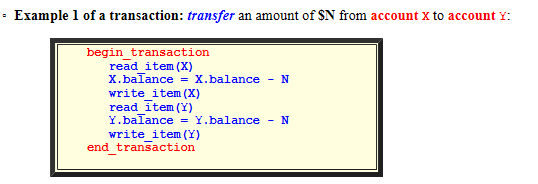 ▫ Example 1 of a transaction: transfer an amount of $N from account X to account Y:
begin_transaction
read_item(X)
X.balance = X.balance - N
write_item(X)
read_item(Y)
Y.balance = Y.balance - N
write_item(Y)
end_transaction